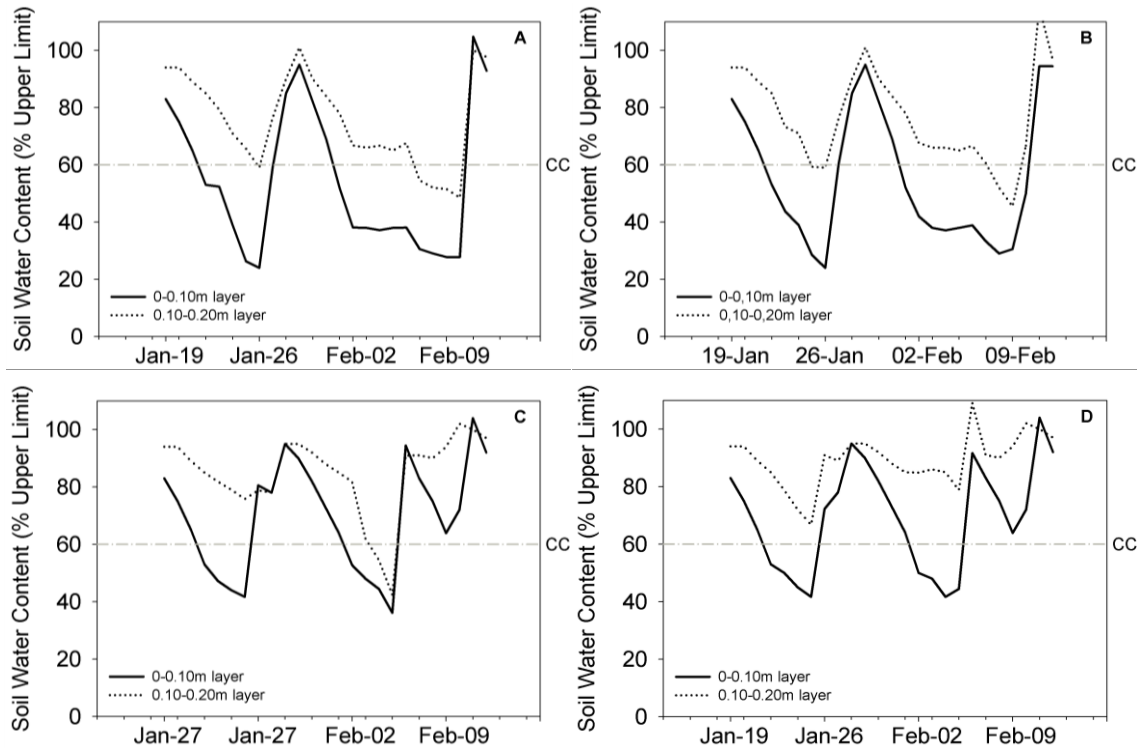 Soil Water Content (% Upper Limit)
100
80
60
40
20
0
A
CC
0-0.10m layer
0.10-0.20m layer
Jan-19 Jan-26 Feb-02 Feb-09
Soil Water Content (% Upper Limit)
100
80
60
40
20
0
B
CC
0-0,10m layer
0,10-0,20m layer
19-Jan 26-Jan 02-Feb 09-Feb
Soil Water Content (% Upper Limit)
100
80
60
40
20
0
C
CC
0-0.10m layer
0.10-0.20m layer
Jan-27 Jan-27 Feb-02 Feb-09
Soil Water Content (% Upper Limit)
100
80
60
40
20
0
D
CC
0-0.10m layer
0.10-0.20m layer
Jan-19 Jan-26 Feb-02 Feb-09